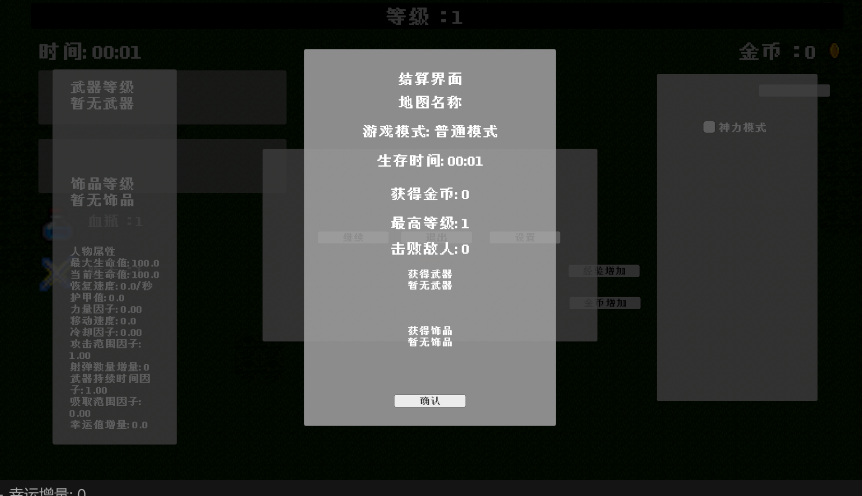 等级 :1
时间: 00:01
金币 :0
武器等级
暂无武器
饰品等级
暂无饰品
血瓶 :1
人物属性
最大生命值:100.0
当前生命值:100.0
恢复速度:0.0/秒
护甲值:0.0
力量因子:0.00
移动速度:0.0
冷却因子:0.00
攻击范围因子:
1.00
射弹数量增量:0
武器持续时间因
子:1.00
吸取范围因子:
0.00
幸运值增量:0.0
结算界面
地图名称
游戏模式: 普通模式
生存时间: 00:01
获得金币: 0
最高等级: 1
击败敌人: 0
获得武器
暂无武器
获得饰品
暂无饰品
确认
增加
金币增加
神力模式
- 幸运增量: 0